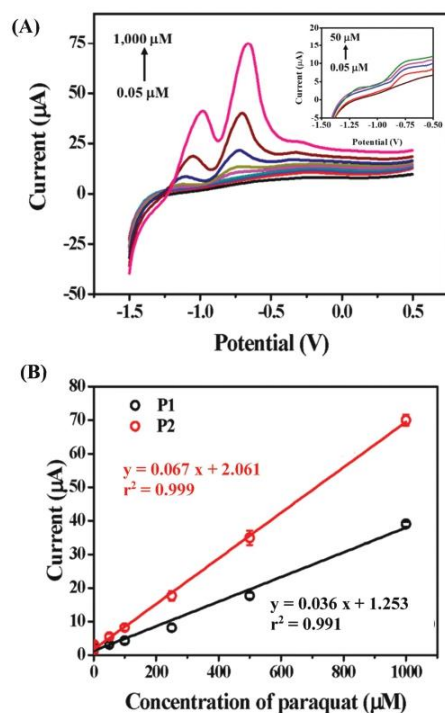 (A)
1,000 μM
0.05 μM
75
50
25
0
25
50
Current (μA)
-1.5
-1.0
-0.5
0.0
0.5
Potential (V)
50 μM
0.05 μM
25
20
15
10
5
0
-5
Current (μA)
-1.50
-1.25
-1.00
-0.75
-0.50
Potential (V)
(B)
P1
P2
y = 0.067 x + 2.061
r² = 0.999
y = 0.036 x + 1.253
r² = 0.991
80
70
60
50
40
30
20
10
0
Current (μA)
0
200
400
600
800
1000
Concentration of paraquat (μM)